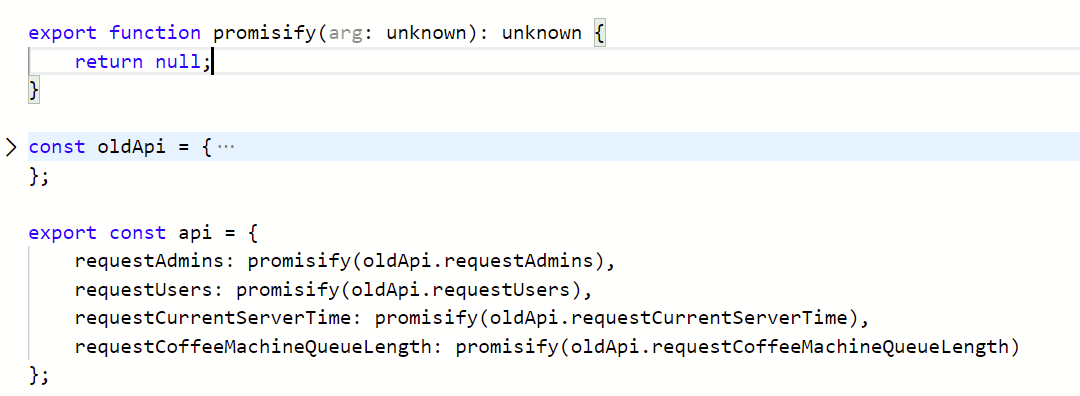 export function promisify(arg: unknown): unknown {
    return null;
}
const oldApi = {···
};
export const api = {
    requestAdmins: promisify(oldApi.requestAdmins),
    requestUsers: promisify(oldApi.requestUsers),
    requestCurrentServerTime: promisify(oldApi.requestCurrentServerTime),
    requestCoffeeMachineQueueLength: promisify(oldApi.requestCoffeeMachineQueueLength)
};